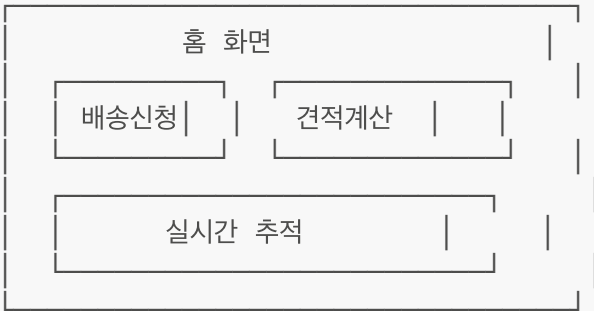 홈 화면
배송신청 견적계산
실시간 추적